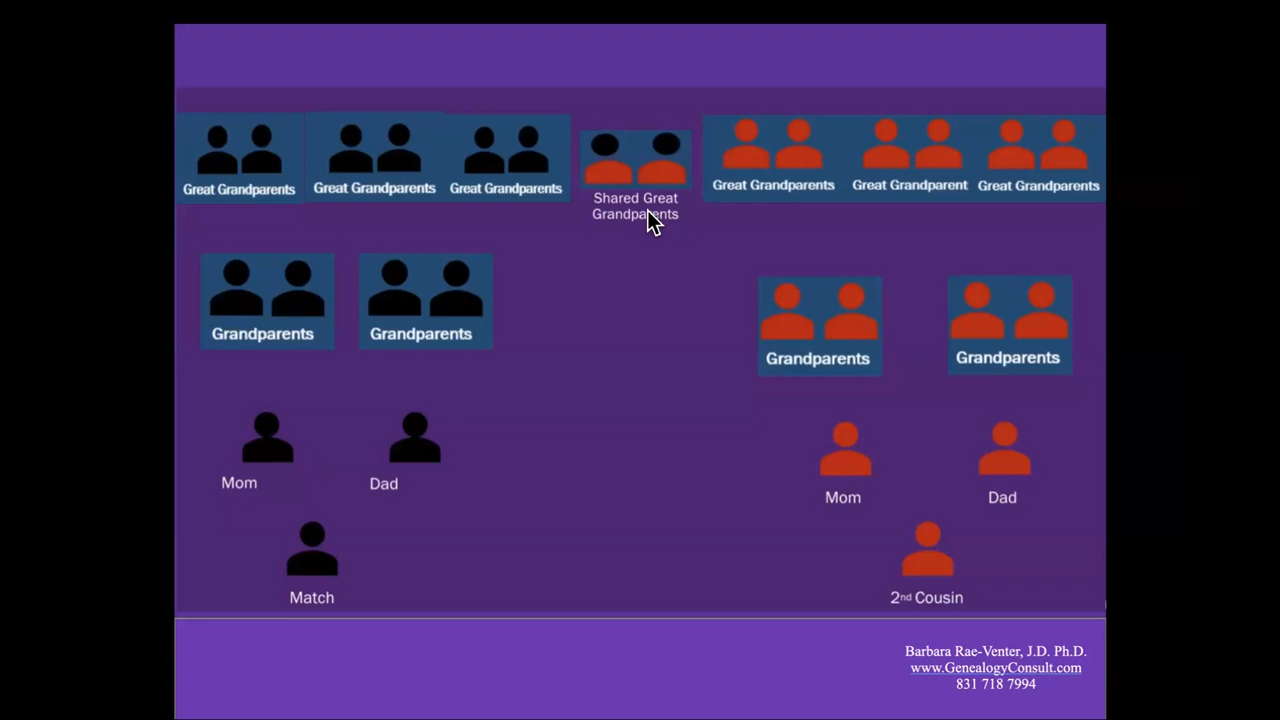 Great Grandparents
Great Grandparents
Great Grandparents
Shared Great
Grandparents
Great Grandparents
Great Grandparent
Great Grandparents
Grandparents
Grandparents
Grandparents
Grandparents
Mom
Dad
Mom
Dad
Match
2nd Cousin
Barbara Rae-Venter, J.D. Ph.D.
www.GenealogyConsult.com
831 718 7994